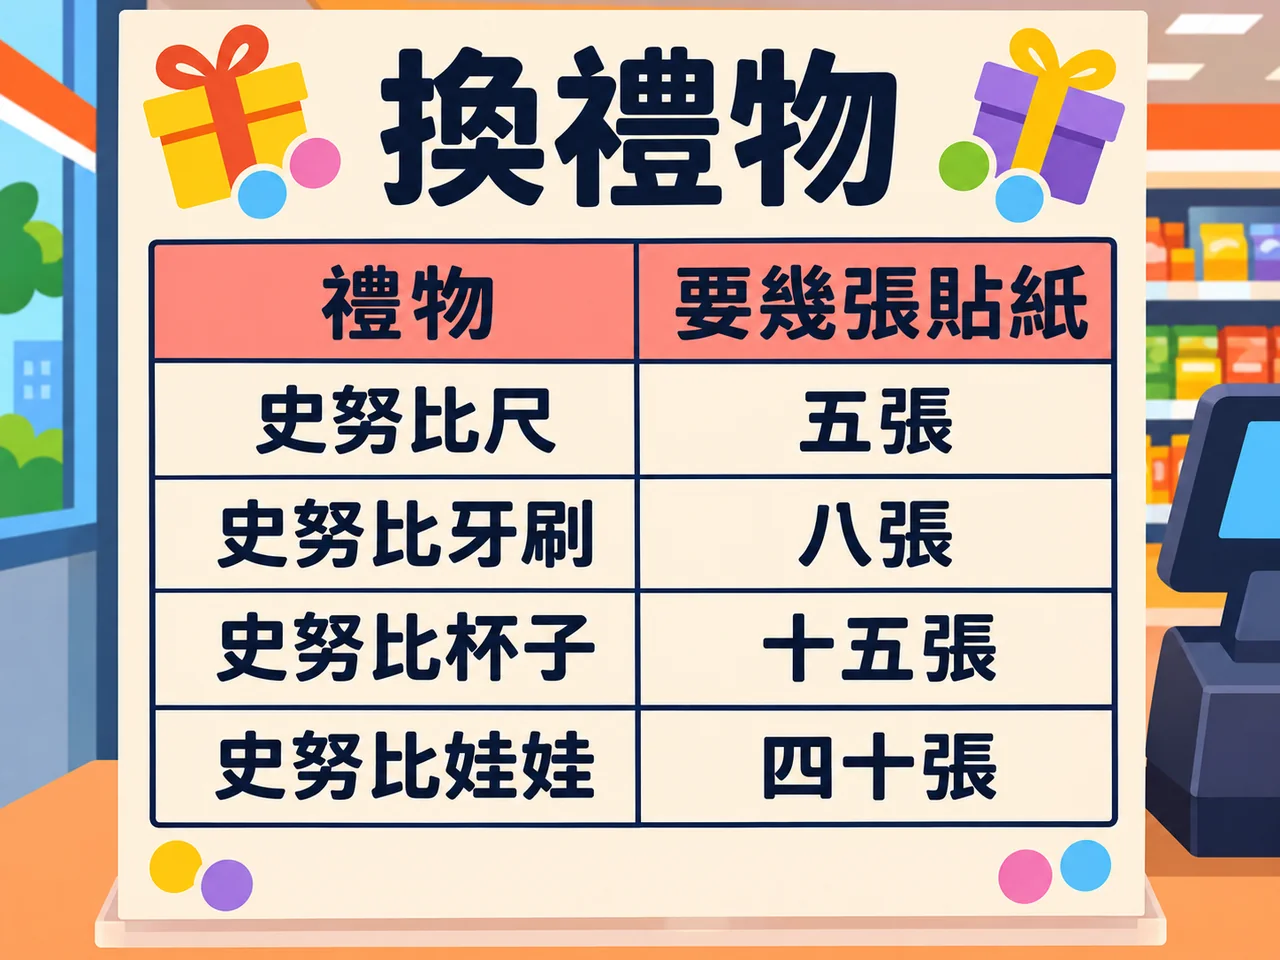 換禮物
禮物 要幾張貼紙
史努比尺 五張
史努比牙刷 八張
史努比杯子 十五張
史努比娃娃 四十張